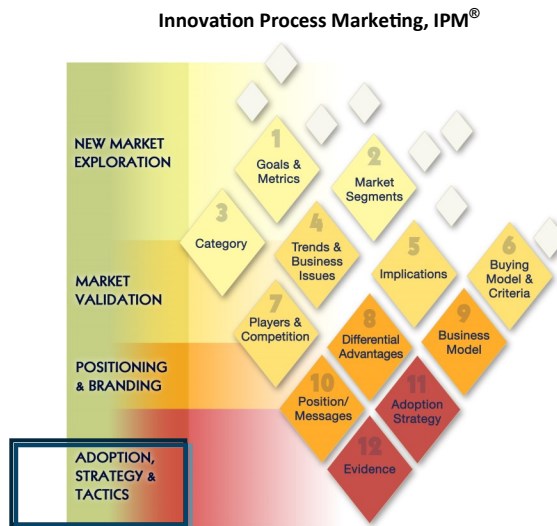 Innovation Process Marketing, IPM®
NEW MARKET
EXPLORATION
1
Goals &
Metrics
2
Market
Segments
3
Category
4
Trends &
Business
Issues
5
Implications
6
Buying
Model &
Criteria
MARKET
VALIDATION
7
Players &
Competition
8
Differential
Advantages
9
Business
Model
POSITIONING
& BRANDING
10
Position/
Messages
11
Adoption
Strategy
12
Evidence
ADOPTION,
STRATEGY &
TACTICS